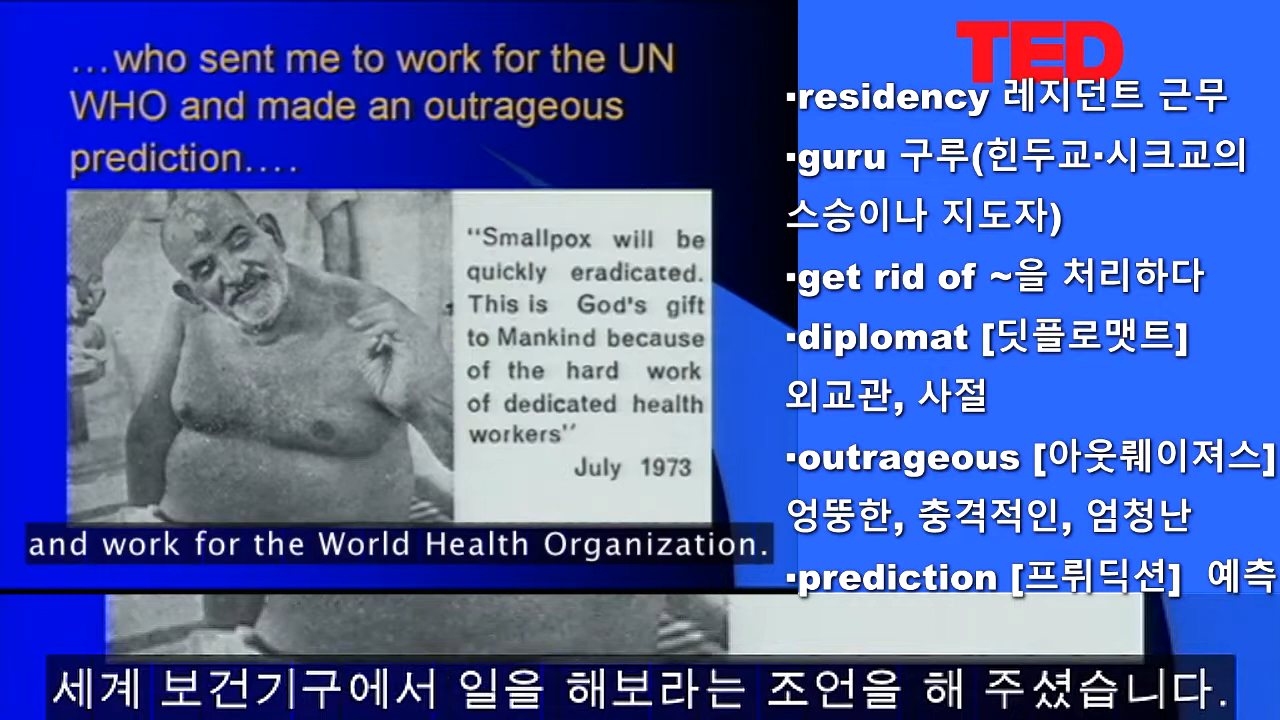 …who sent me to work for the UN
WHO and made an outrageous
prediction….
"Smallpox will be
quickly eradicated.
This is God's gift
to Mankind because
of the hard work
of dedicated health
workers"
July 1973
and work for the World Health Organization.
TED
▪residency 레지던트 근무
▪guru 구루(힌두교·시크교의
스승이나 지도자)
▪get rid of ~을 처리하다
▪diplomat [딧플로맷트]
외교관, 사절
▪outrageous [아웃뤠이져스]
엉뚱한, 충격적인, 엄청난
▪prediction [프뤼딕션] 예측
세계 보건기구에서 일을 해보라는 조언을 해 주셨습니다.